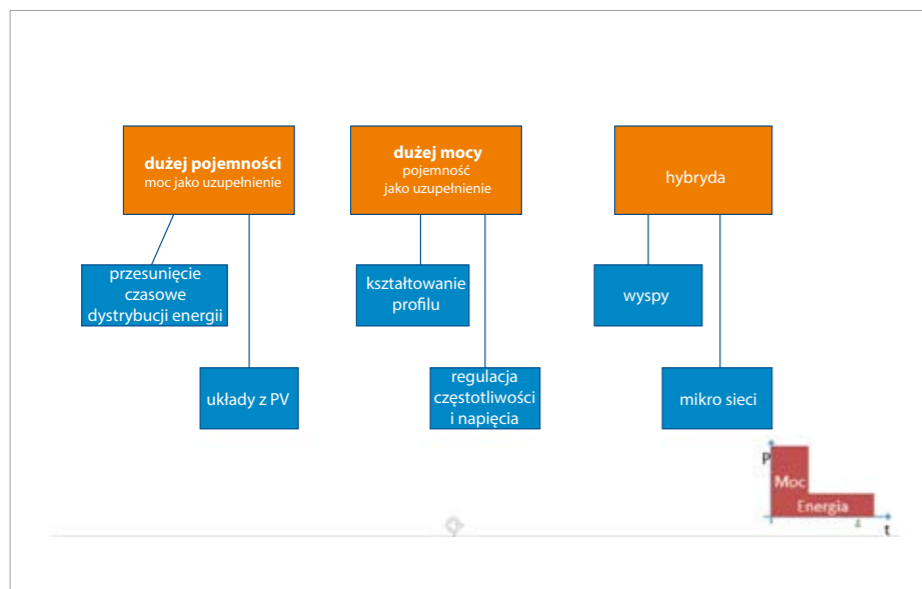 dużej pojemności
moc jako uzupełnienie
dużej mocy
pojemność
jako uzupełnienie
hybryda
przesunięcie
czasowe
dystrybucji energii
kształtowanie
profilu
wyspy
układy z PV
regulacja
częstotliwości
i napięcia
mikro sieci
P
Moc
Energia
t